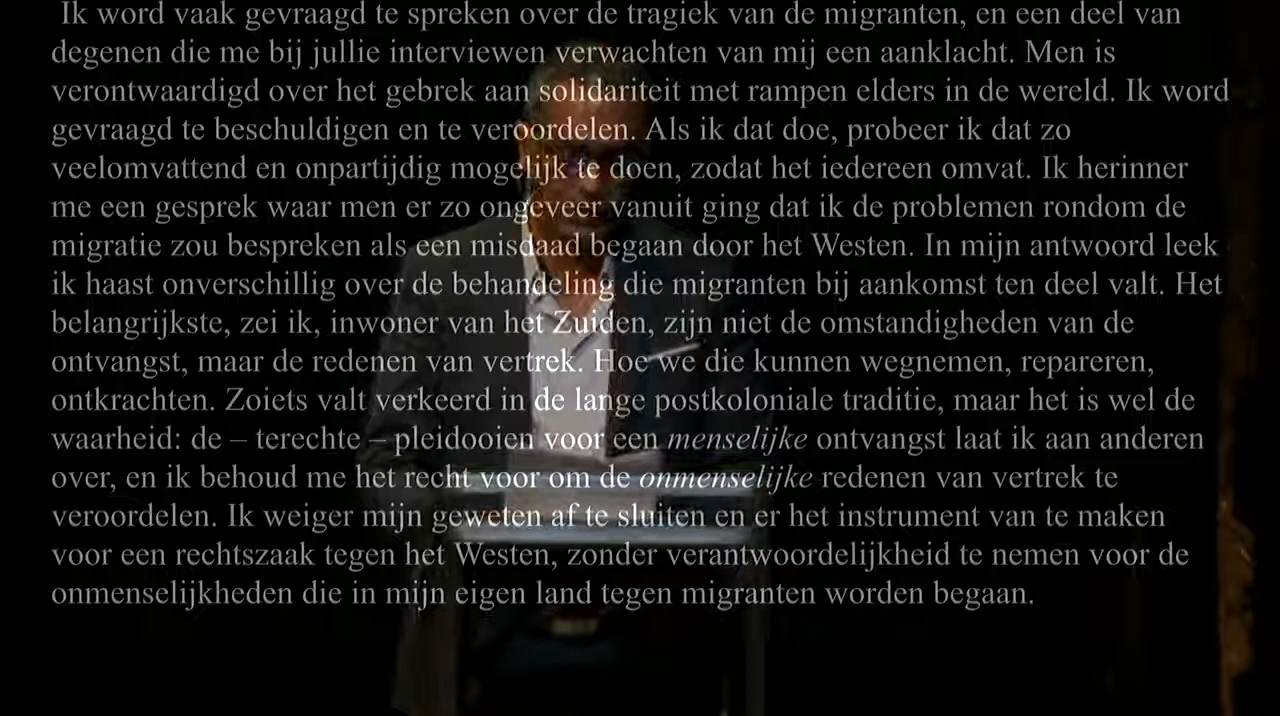 Ik word vaak gevraagd te spreken over de tragiek van de migranten, en een deel van
degenen die me bij jullie interviewen verwachten van mij een aanklacht. Men is
verontwaardigd over het gebrek aan solidariteit met rampen elders in de wereld. Ik word
gevraagd te beschuldigen en te veroordelen. Als ik dat doe, probeer ik dat zo
veelomvattend en onpartijdig mogelijk te doen, zodat het iedereen omvat. Ik herinner
me een gesprek waar men er zo ongeveer vanuit ging dat ik de problemen rondom de
migratie zou bespreken als een misdaad begaan door het Westen. In mijn antwoord leek
ik haast onverschillig over de behandeling die migranten bij aankomst ten deel valt. Het
belangrijkste, zei ik, inwoner van het Zuiden, zijn niet de omstandigheden van de
ontvangst, maar de redenen van vertrek. Hoe we die kunnen wegnemen, repareren,
ontkrachten. Zoiets valt verkeerd in de lange postkoloniale traditie, maar het is wel de
waarheid: de – terechte – pleidooien voor een menselijke ontvangst laat ik aan anderen
over, en ik behoud me het recht voor om de onmenselijke redenen van vertrek te
veroordelen. Ik weiger mijn geweten af te sluiten en er het instrument van te maken
voor een rechtszaak tegen het Westen, zonder verantwoordelijkheid te nemen voor de
onmenselijkheden die in mijn eigen land tegen migranten worden begaan.